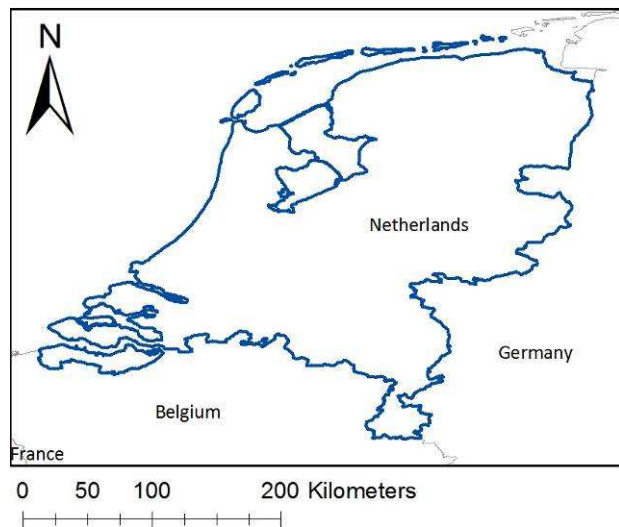 N
Netherlands
Germany
Belgium
France
0 50 100 200 Kilometers